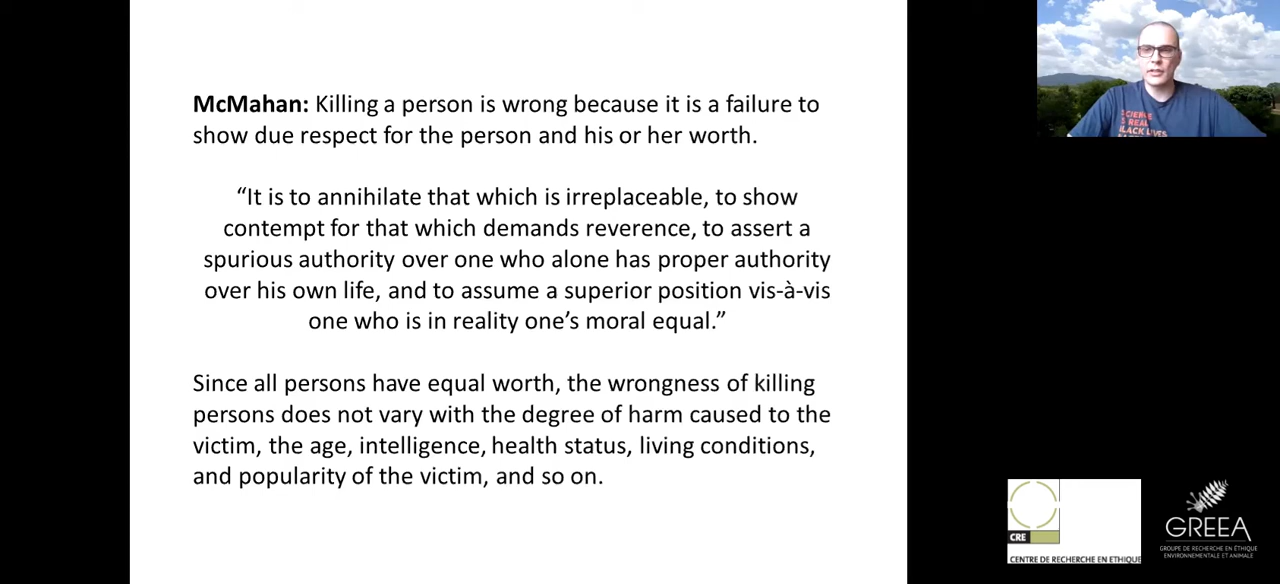 McMahan: Killing a person is wrong because it is a failure to
show due respect for the person and his or her worth.
“It is to annihilate that which is irreplaceable, to show
contempt for that which demands reverence, to assert a
spurious authority over one who alone has proper authority
over his own life, and to assume a superior position vis-à-vis
one who is in reality one’s moral equal.”
Since all persons have equal worth, the wrongness of killing
persons does not vary with the degree of harm caused to the
victim, the age, intelligence, health status, living conditions,
and popularity of the victim, and so on.
BLACK LIVES
CRE
CENTRE DE RECHERCHE EN ETHIQUE
GREEA
GROUPE DE RECHERCHE EN ÉTHIQUE
ENVIRONNEMENTALE ET ANIMALE